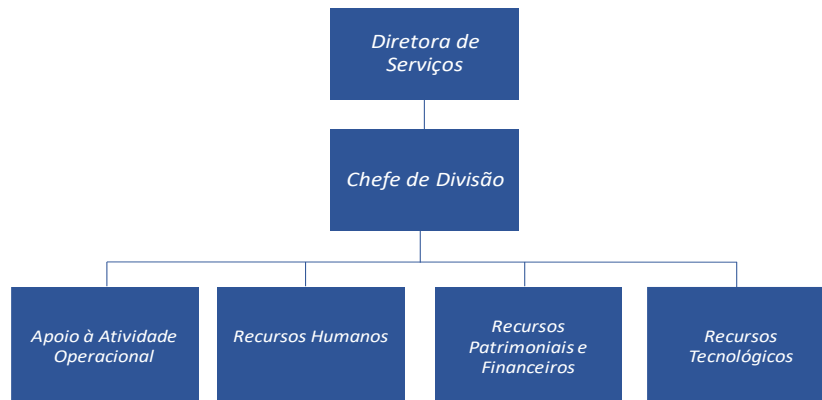 Diretora de
Serviços
Chefe de Divisão
Apoio à Atividade
Operacional
Recursos Humanos
Recursos
Patrimoniais e
Financeiros
Recursos
Tecnológicos